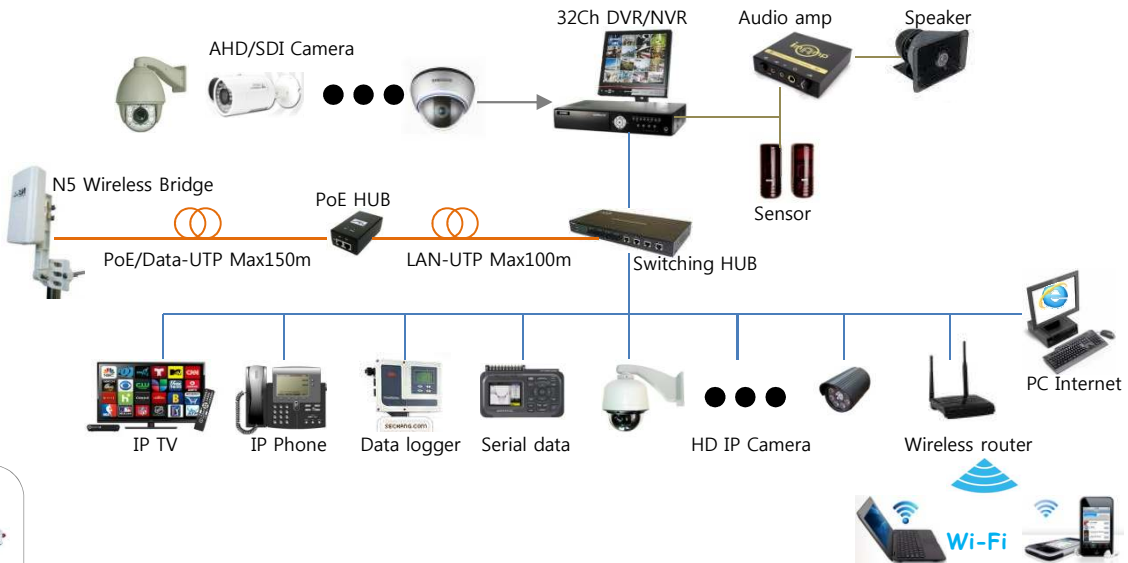 32Ch DVR/NVR
Audio amp
Speaker
AHD/SDI Camera
N5 Wireless Bridge
PoE HUB
Sensor
PoE/Data-UTP Max150m
LAN-UTP Max100m
Switching HUB
PC Internet
SECHANG.COM
IP TV
IP Phone
Data logger
Serial data
HD IP Camera
Wireless router
Wi-Fi